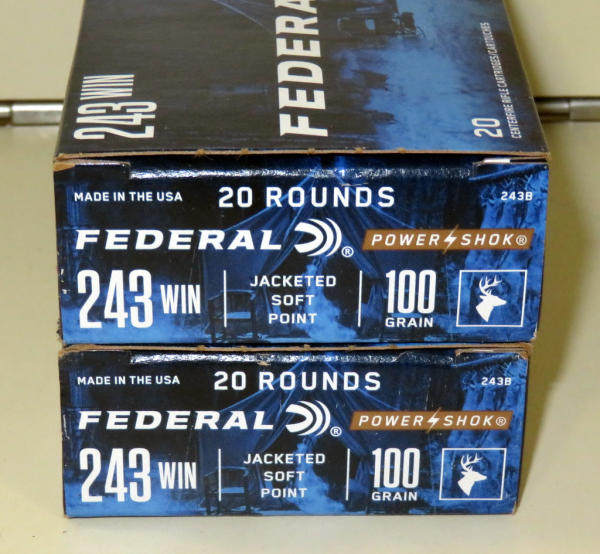 243 WIN
FEDERA
20
CENTERFIRE RIFLE CARTRIDGES/CARTOUCHES
MADE IN THE USA
20 ROUNDS
243B
FEDERAL ® POWER SHOK®
243 WIN
JACKETED
SOFT
POINT
100
GRAIN
MADE IN THE USA
20 ROUNDS
243B
FEDERAL ® POWER SHOK®
243 WIN
JACKETED
SOFT
POINT
100
GRAIN